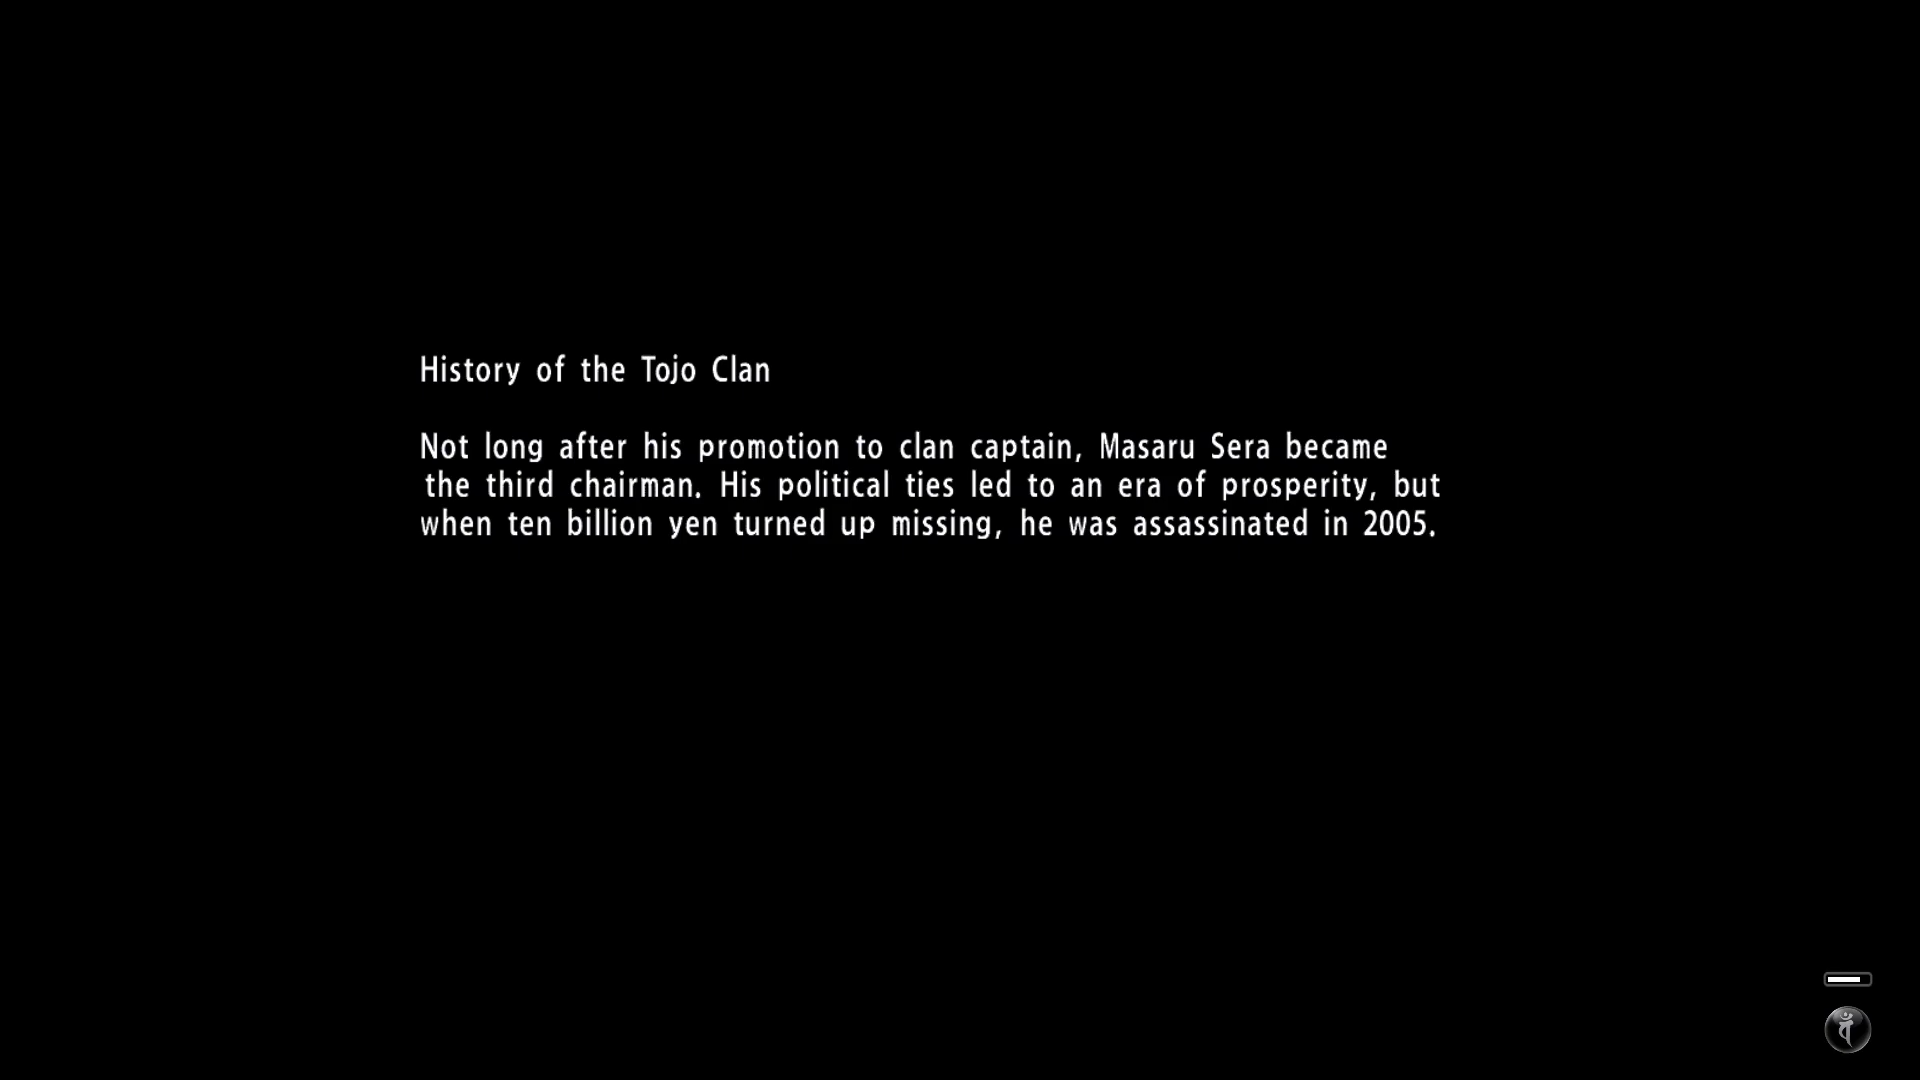 History of the Tojo Clan
Not long after his promotion to clan captain, Masaru Sera became
the third chairman. His political ties led to an era of prosperity, but
when ten billion yen turned up missing, he was assassinated in 2005.